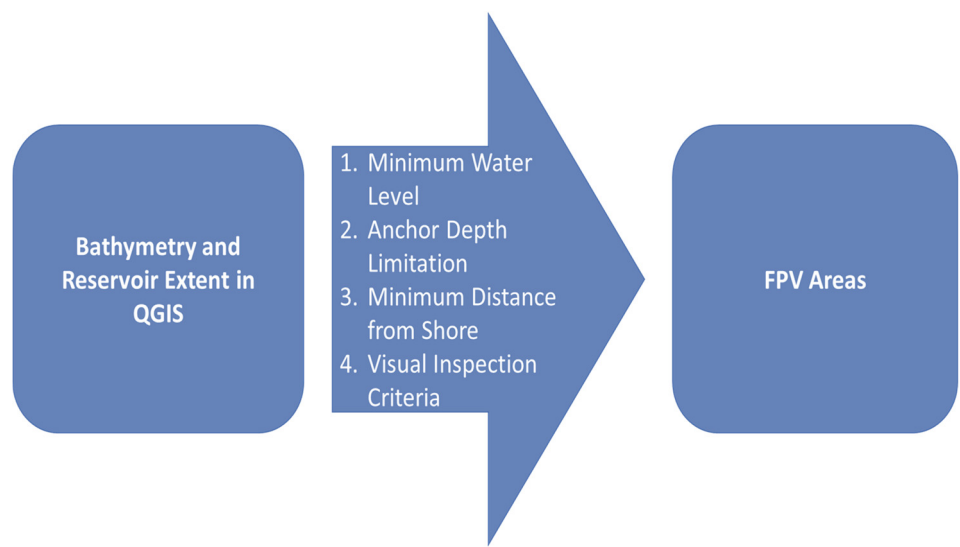 Bathymetry and
Reservoir Extent in
QGIS
1. Minimum Water
Level
2. Anchor Depth
Limitation
3. Minimum Distance
from Shore
4. Visual Inspection
Criteria
FPV Areas